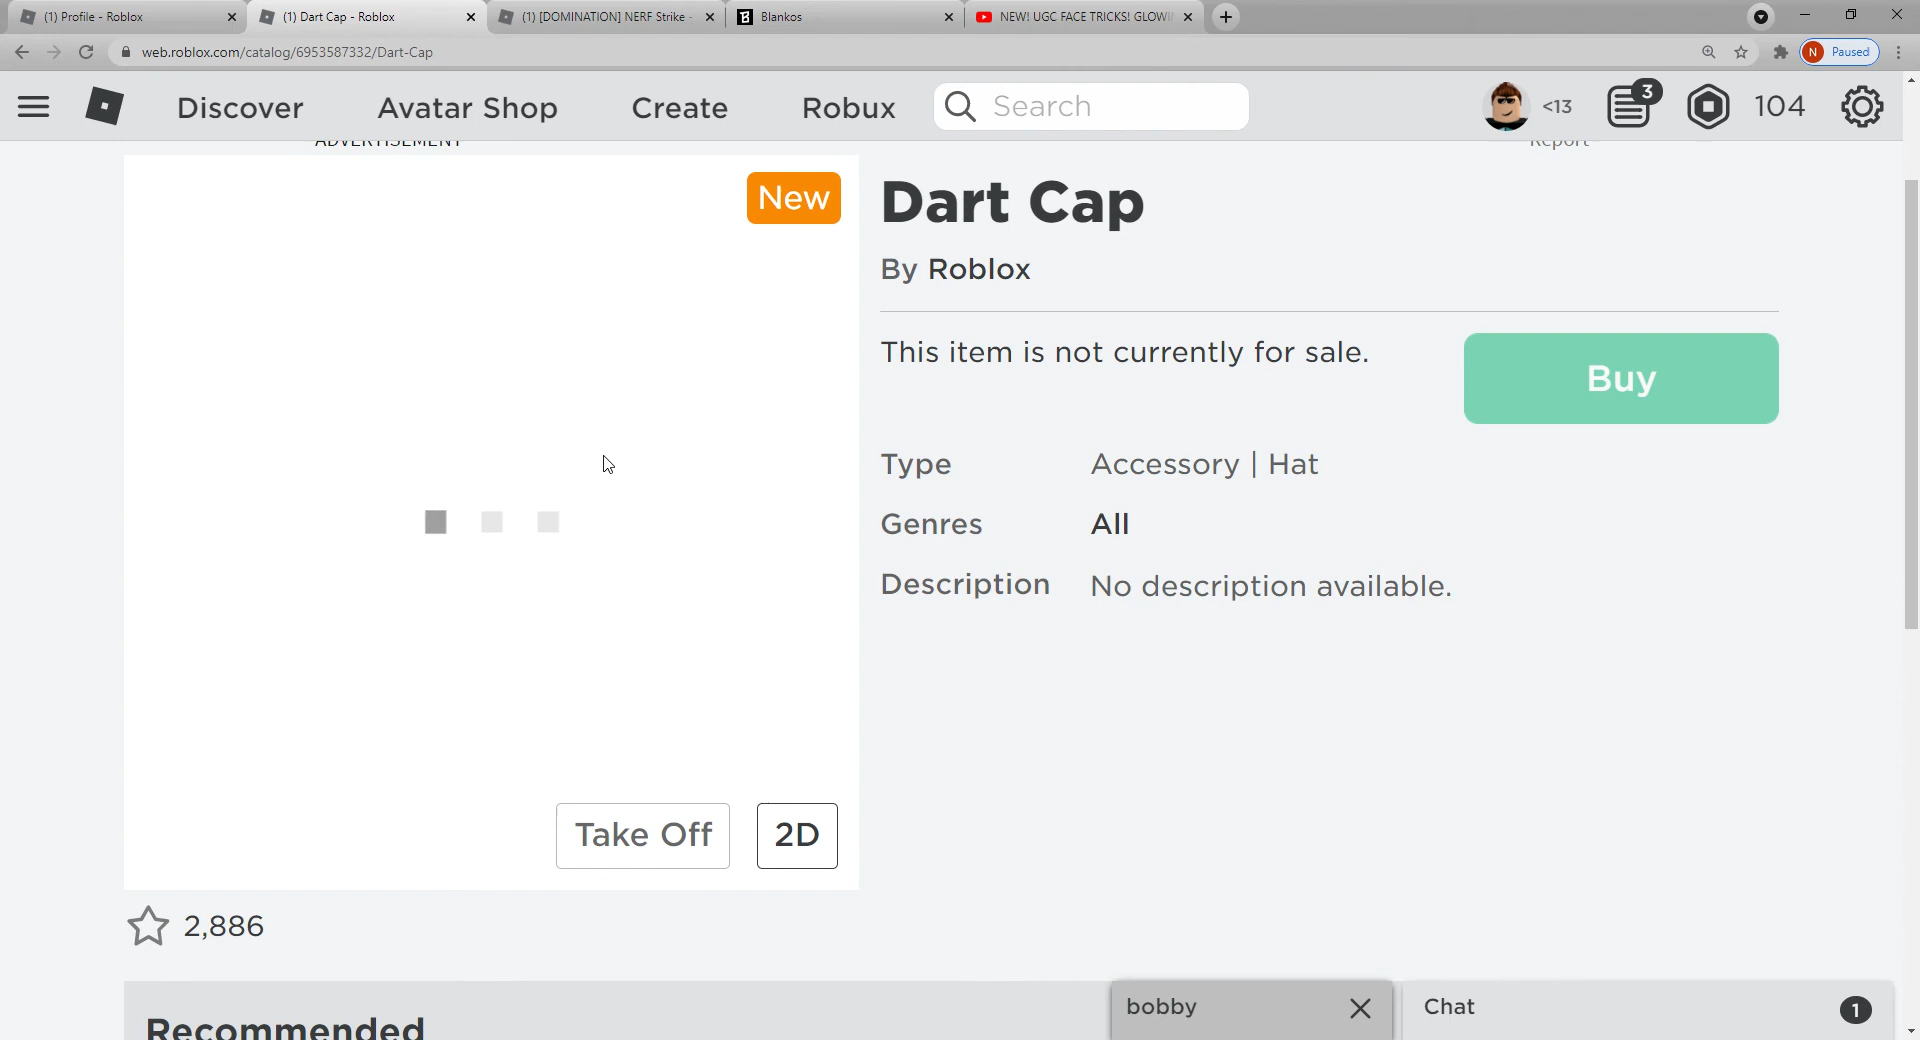 (1) Profile - Roblox
(1) Dart Cap - Roblox
(1) [DOMINATION] NERF Strike -
Blankos
NEW! UGC FACE TRICKS! GLOWI
web.roblox.com/catalog/6953587332/Dart-Cap
N Paused
Discover
Avatar Shop
Create
Robux
Search
<13
3
104
ADVERTISEMENT
Report
New
Dart Cap
By Roblox
This item is not currently for sale.
Buy
Type Accessory | Hat
Genres All
Description No description available.
Take Off
2D
2,886
Recommended
bobby
Chat
1